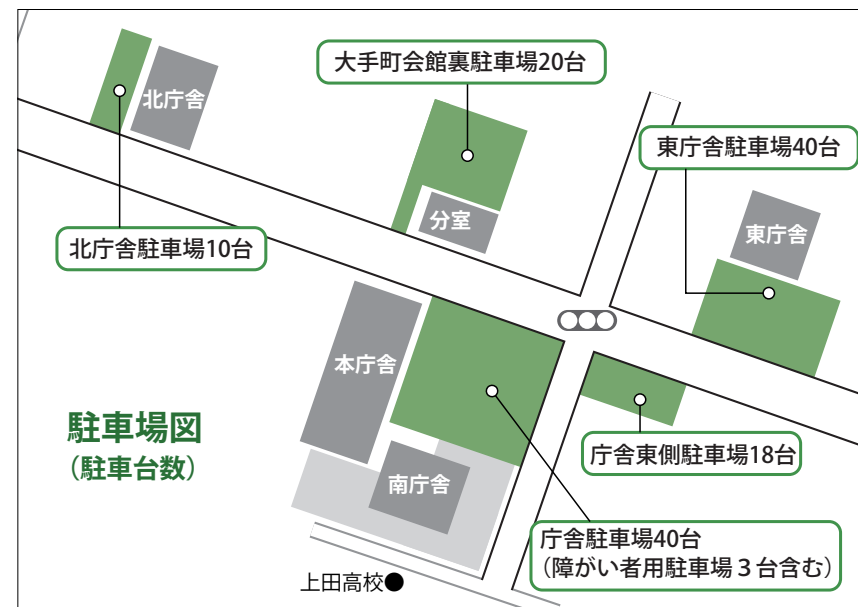 大手町会館裏駐車場20台
北庁舎
東庁舎駐車場40台
分室
東庁舎
北庁舎駐車場10台
本庁舎
駐車場図
（駐車台数）
庁舎東側駐車場18台
南庁舎
庁舎駐車場40台
（障がい者用駐車場３台含む）
上田高校●